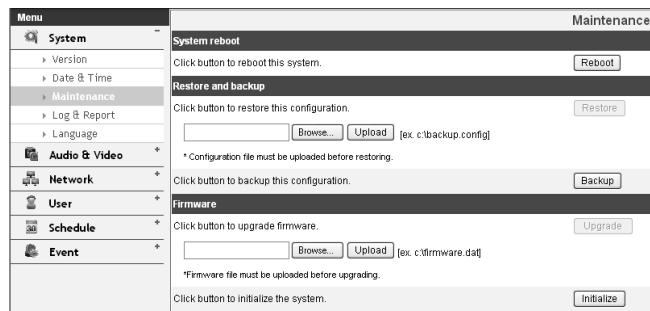 Menu
System
Version
Date & Time
Maintenance
Log & Report
Language
Audio & Video
Network
User
30 Schedule
Event
Maintenance
System reboot
Click button to reboot this system. Reboot
Restore and backup
Click button to restore this configuration. Restore
Browse... Upload [ex. c:\backup.config]
* Configuration file must be uploaded before restoring.
Click button to backup this configuration. Backup
Firmware
Click button to upgrade firmware. Upgrade
Browse... Upload [ex. c:\firmware.dat]
*Firmware file must be uploaded before upgrading.
Click button to initialize the system. Initialize